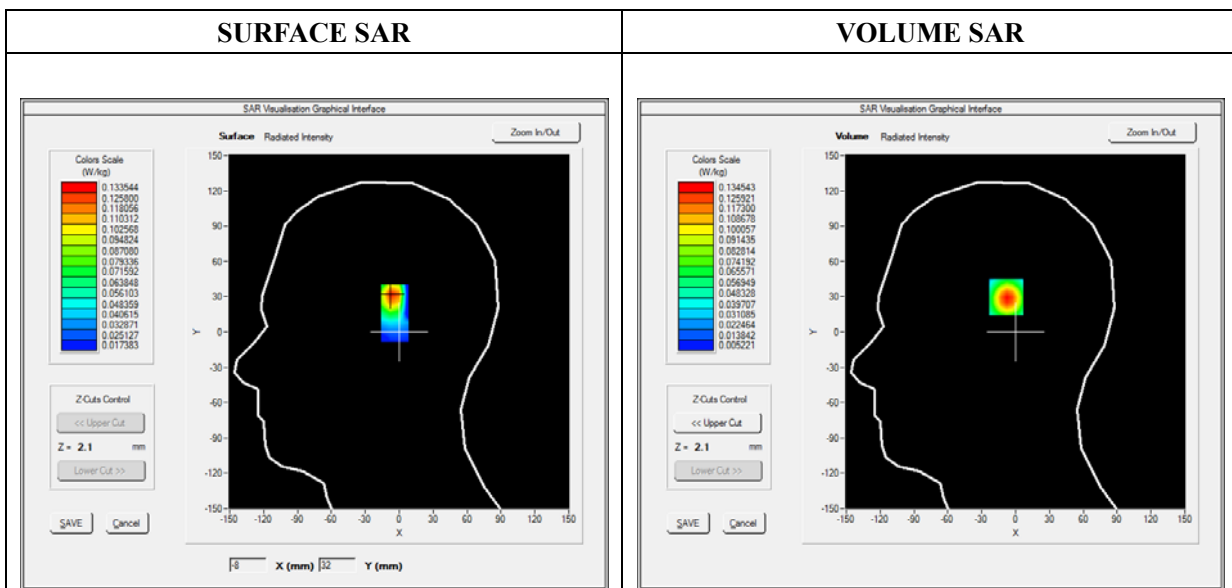 SURFACE SAR
VOLUME SAR
SAR Visualisation Graphical Interface
Surface Radiated Intensity
Zoom In/Out
Colors Scale
(W/kg)
0.133544
0.125800
0.118056
0.110312
0.102568
0.094824
0.087080
0.079336
0.071592
0.063848
0.056103
0.048359
0.040615
0.032871
0.025127
0.017383
150
120
90
60
30
0
-30
-60
-90
-120
-150
Y
-150 -120 -90 -60 -30 0 30 60 90 120 150
X
Z-Cuts Control
<< Upper Cut
Z = 2.1 mm
Lower Cut >>
SAVE Cancel
-8 X (mm) 32 Y (mm)
SAR Visualisation Graphical Interface
Volume Radiated Intensity
Zoom In/Out
Colors Scale
(W/kg)
0.134543
0.125921
0.117300
0.108678
0.100057
0.091435
0.082814
0.074192
0.065571
0.056949
0.048328
0.039707
0.031085
0.022464
0.013842
0.005221
150
120
90
60
30
0
-30
-60
-90
-120
-150
Y
-150 -120 -90 -60 -30 0 30 60 90 120 150
X
Z-Cuts Control
<< Upper Cut
Z = 2.1 mm
Lower Cut >>
SAVE Cancel